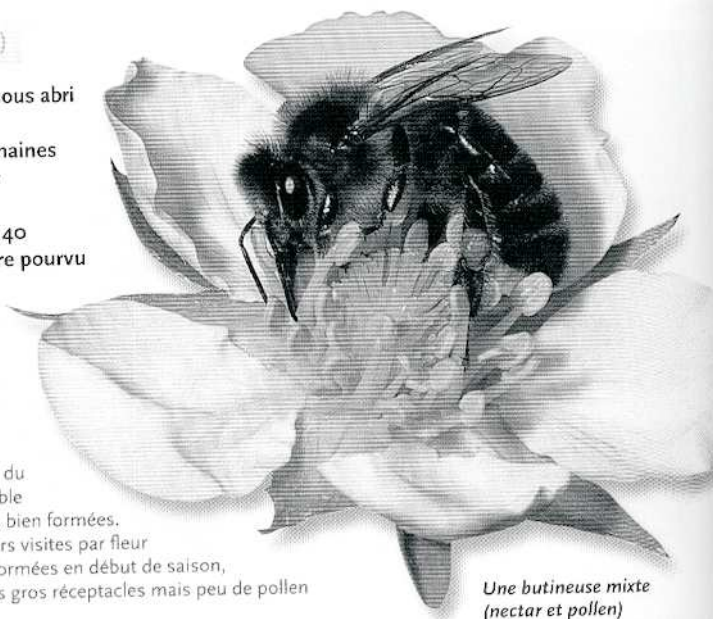 ous abri
naines
40
re pourvu
du
ble
bien formées.
rs visites par fleur
ormées en début de saison,
s gros réceptacles mais peu de pollen
Une butineuse mixte
(nectar et pollen)